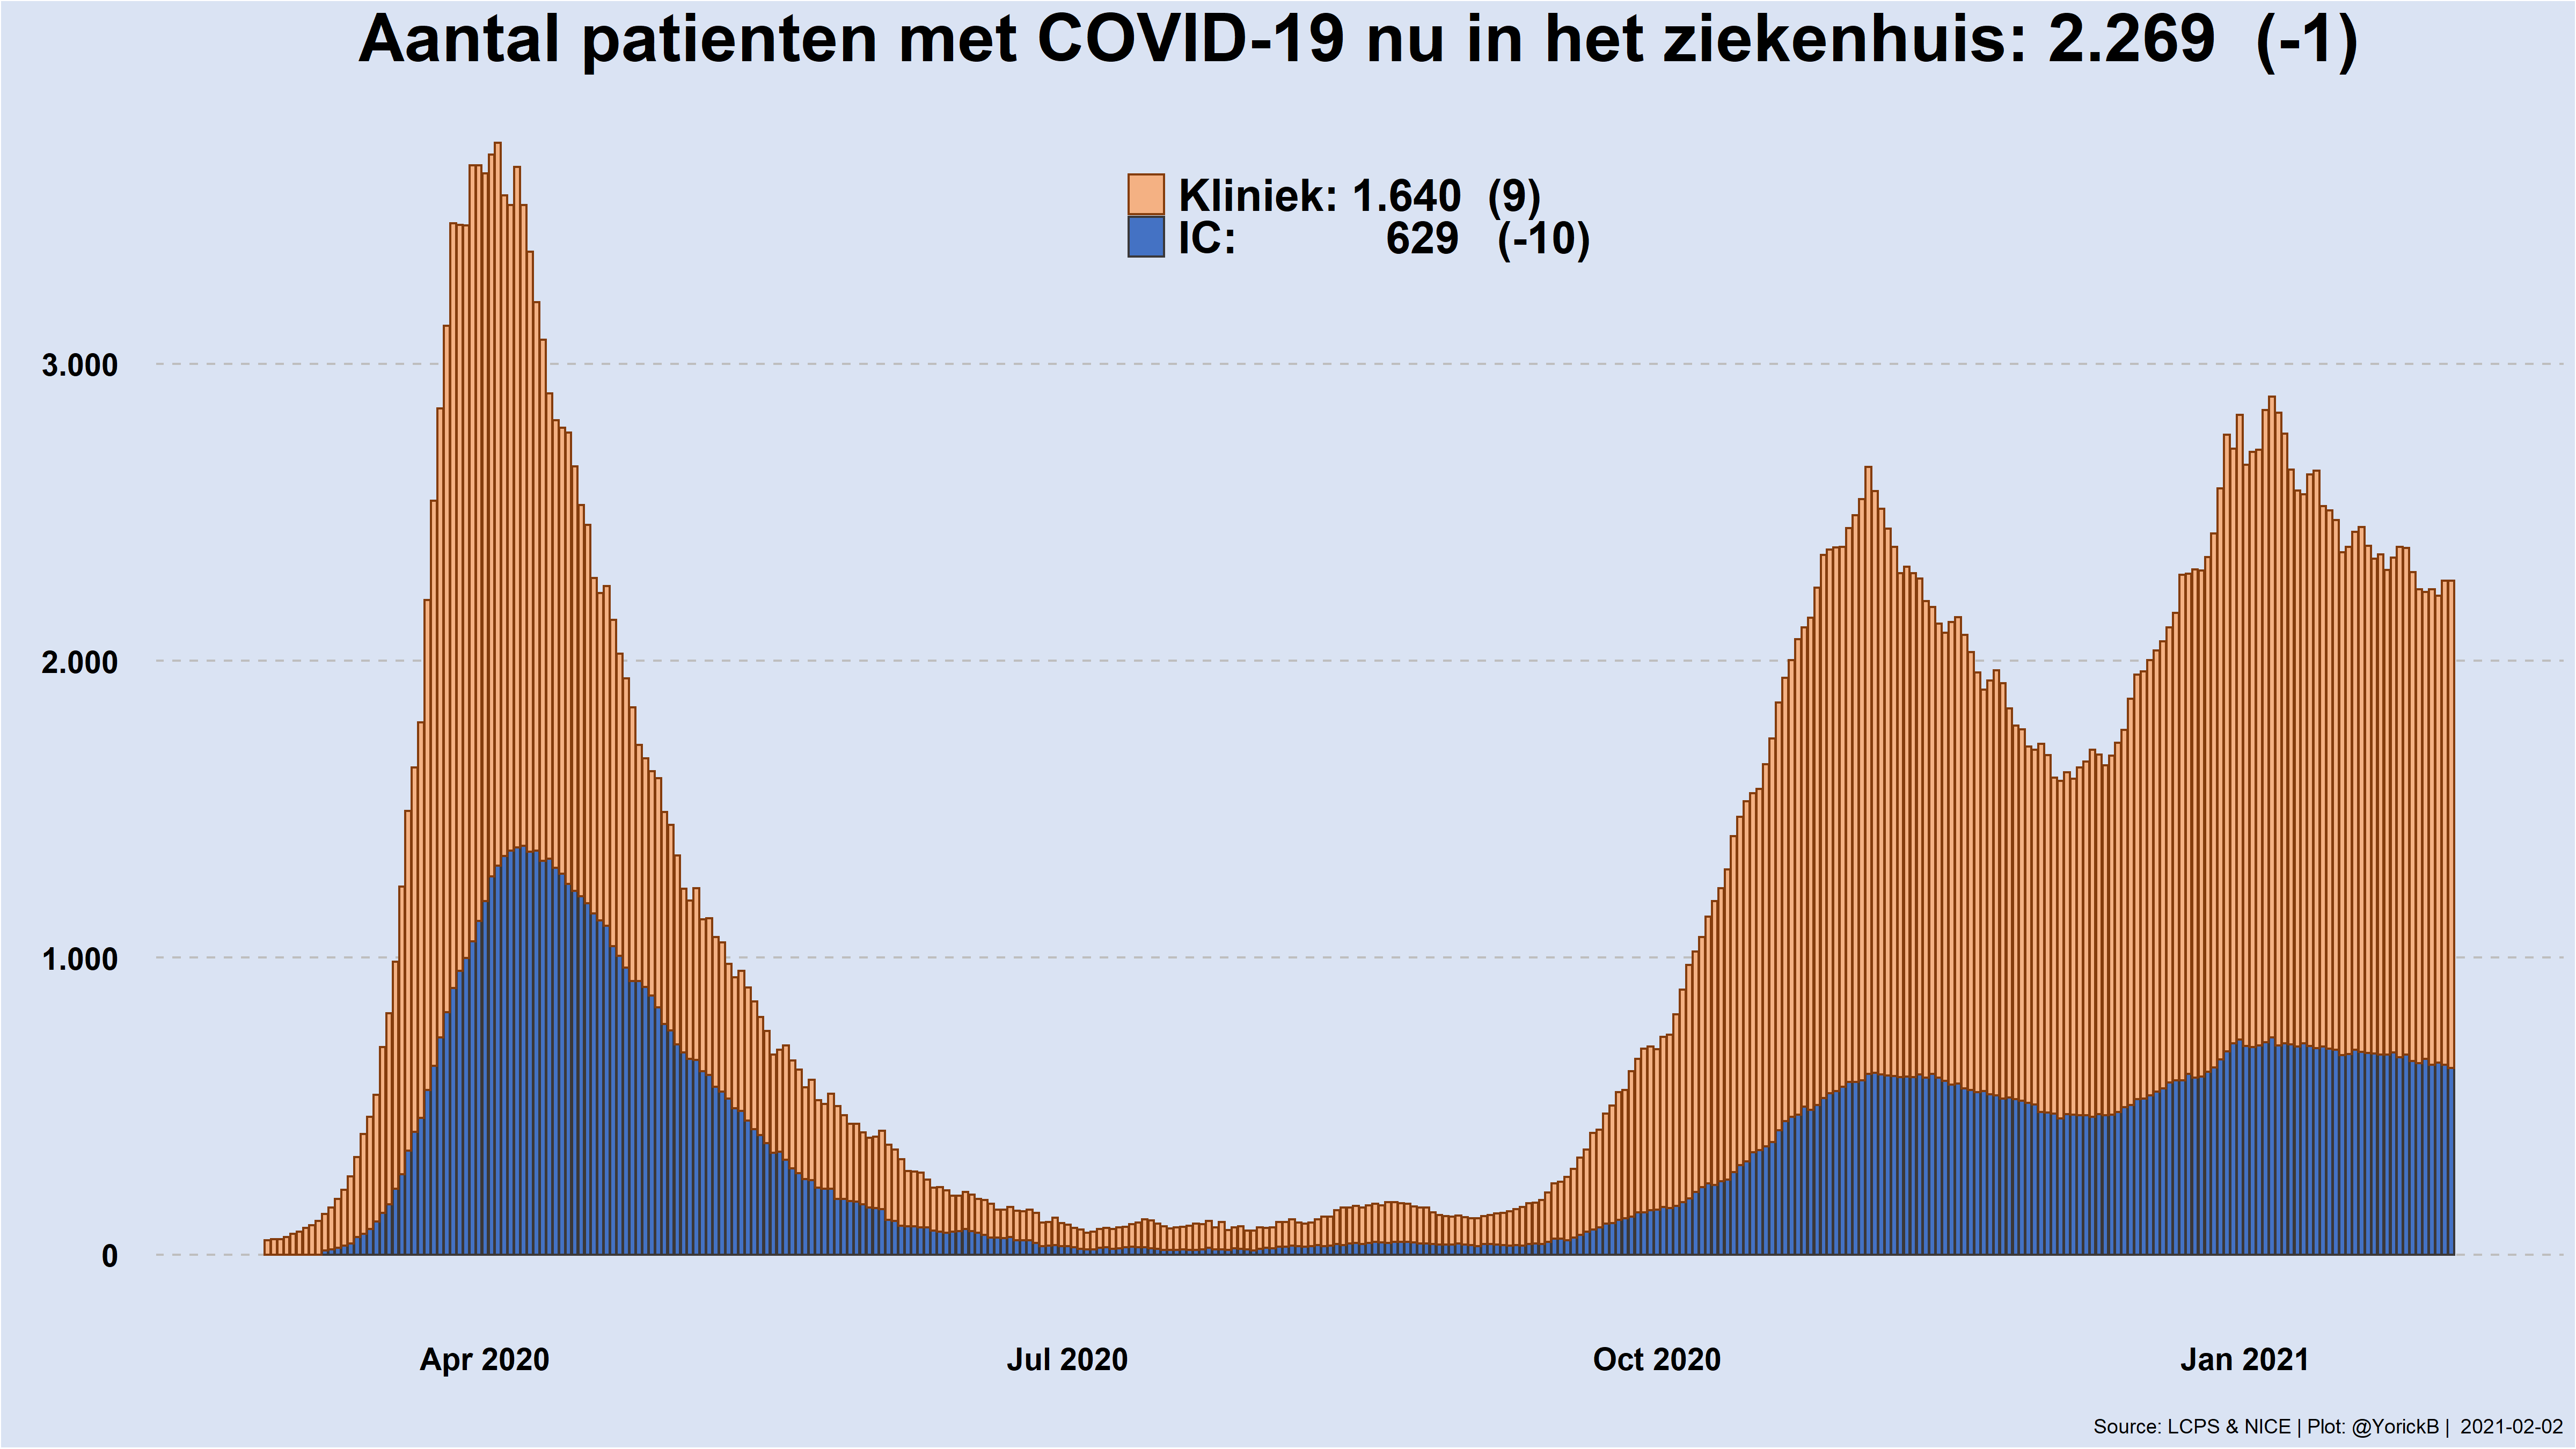 Aantal patienten met COVID-19 nu in het ziekenhuis: 2.269 (-1)
Kliniek: 1.640 (9)
IC: 629 (-10)
3.000
2.000
1.000
0
Apr 2020 Jul 2020 Oct 2020 Jan 2021
Source: LCPS & NICE | Plot: @YorickB | 2021-02-02